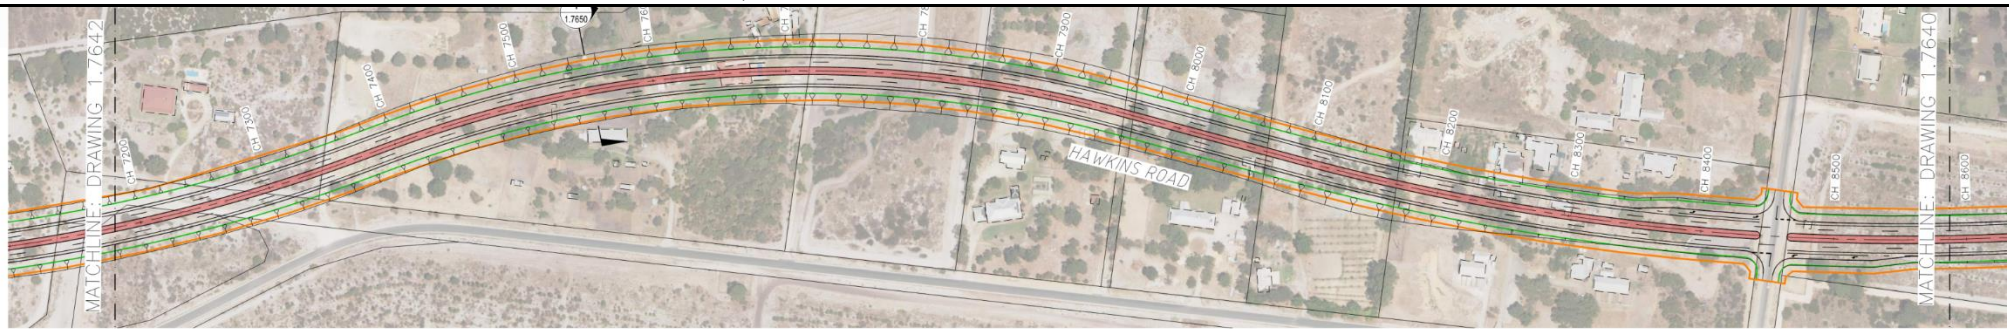 MATCHLINE: DRAWING 1.7642
CH 7200
CH 7300
CH 7400
CH 7500
1.7650
CH 7900
CH 8000
CH 8100
CH 8200
CH 8300
CH 8400
CH 8500
CH 8600
HAWKINS ROAD
MATCHLINE: DRAWING 1.7640